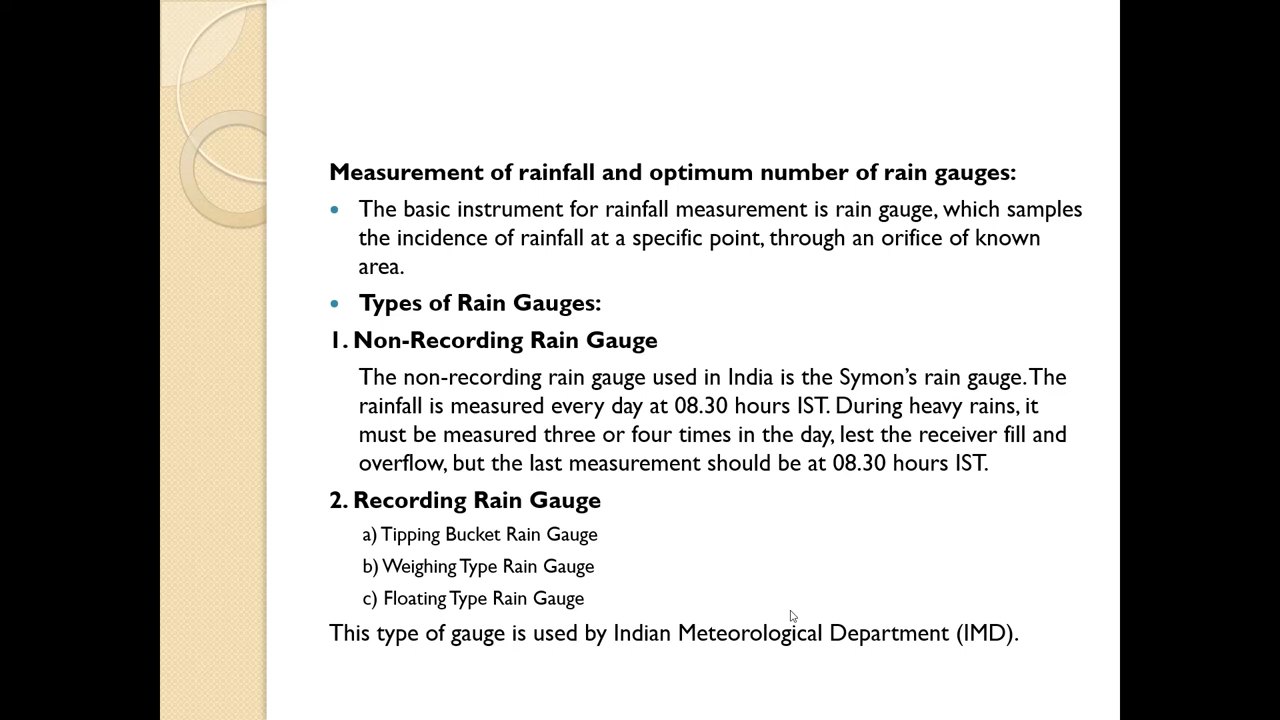 Measurement of rainfall and optimum number of rain gauges:
The basic instrument for rainfall measurement is rain gauge, which samples
the incidence of rainfall at a specific point, through an orifice of known
area.
Types of Rain Gauges:
1. Non-Recording Rain Gauge
The non-recording rain gauge used in India is the Symon’s rain gauge. The
rainfall is measured every day at 08.30 hours IST. During heavy rains, it
must be measured three or four times in the day, lest the receiver fill and
overflow, but the last measurement should be at 08.30 hours IST.
2. Recording Rain Gauge
a) Tipping Bucket Rain Gauge
b) Weighing Type Rain Gauge
c) Floating Type Rain Gauge
This type of gauge is used by Indian Meteorological Department (IMD).